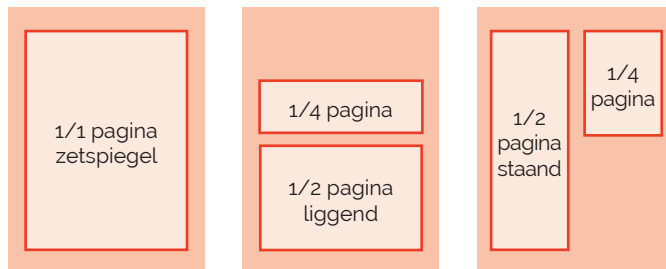 1/1 pagina
zetspiegel
1/4 pagina
1/2 pagina
liggend
1/2
pagina
staand
1/4
pagina